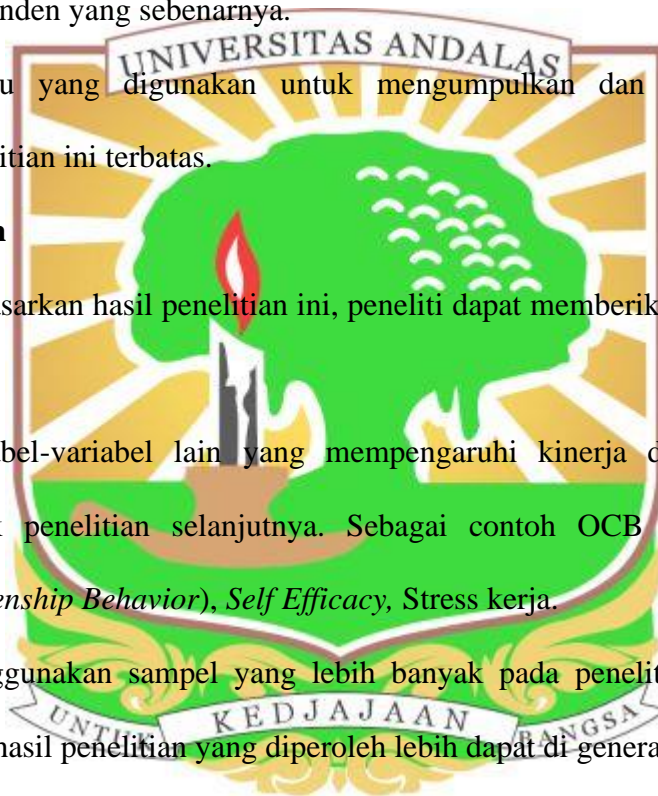 nden yang sebenarnya.
UNIVERSITAS ANDALAS
u yang digunakan untuk mengumpulkan dan
itian ini terbatas.
n
sarkan hasil penelitian ini, peneliti dapat memberik
bel-variabel lain yang mempengaruhi kinerja d
k penelitian selanjutnya. Sebagai contoh OCB
enship Behavior), Self Efficacy, Stress kerja.
ggunakan sampel yang lebih banyak pada penelit
hasil penelitian yang diperoleh lebih dapat di genera
UNTUK KEDJAJAAN BANGSA